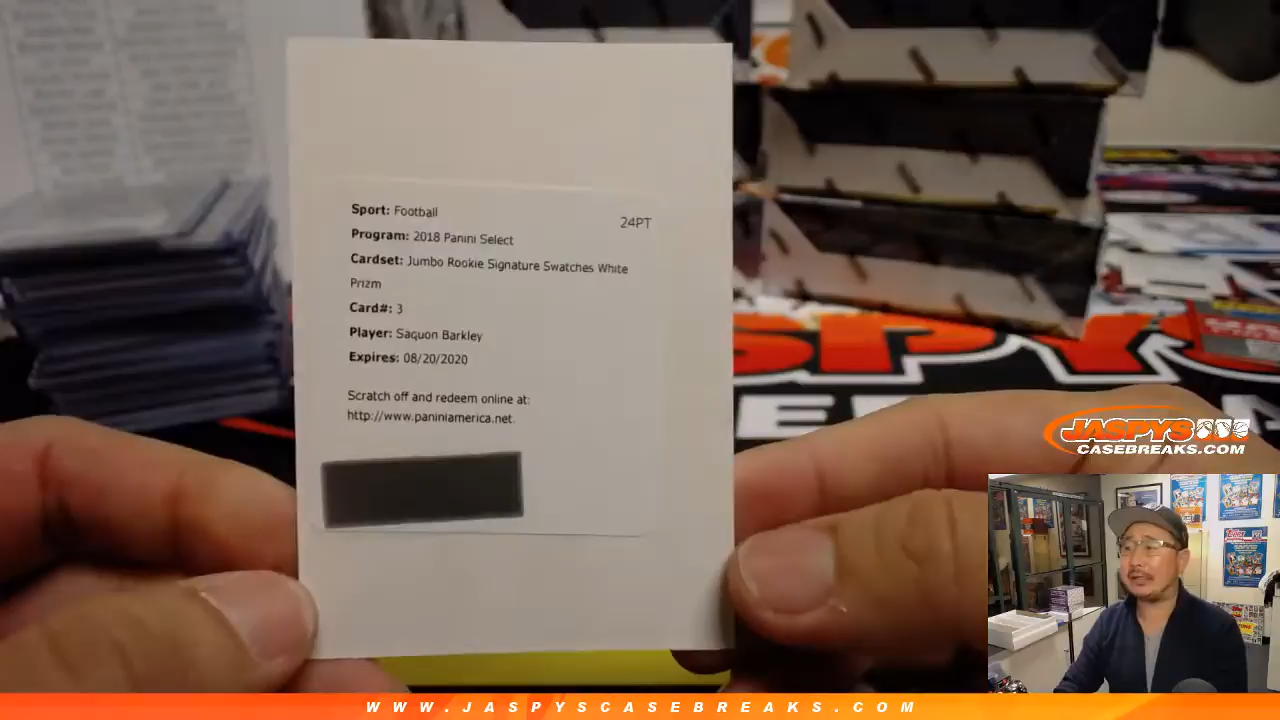 Sport: Football
24PT
Program: 2018 Panini Select
Cardset: Jumbo Rookie Signature Swatches White
Prizm
Card#: 3
Player: Saquon Barkley
Expires: 08/20/2020
Scratch off and redeem online at:
http://www.paniniamerica.net.
JASPYS
CASEBREAKS.COM
WWW.JASPYSCASEBREAKS.COM